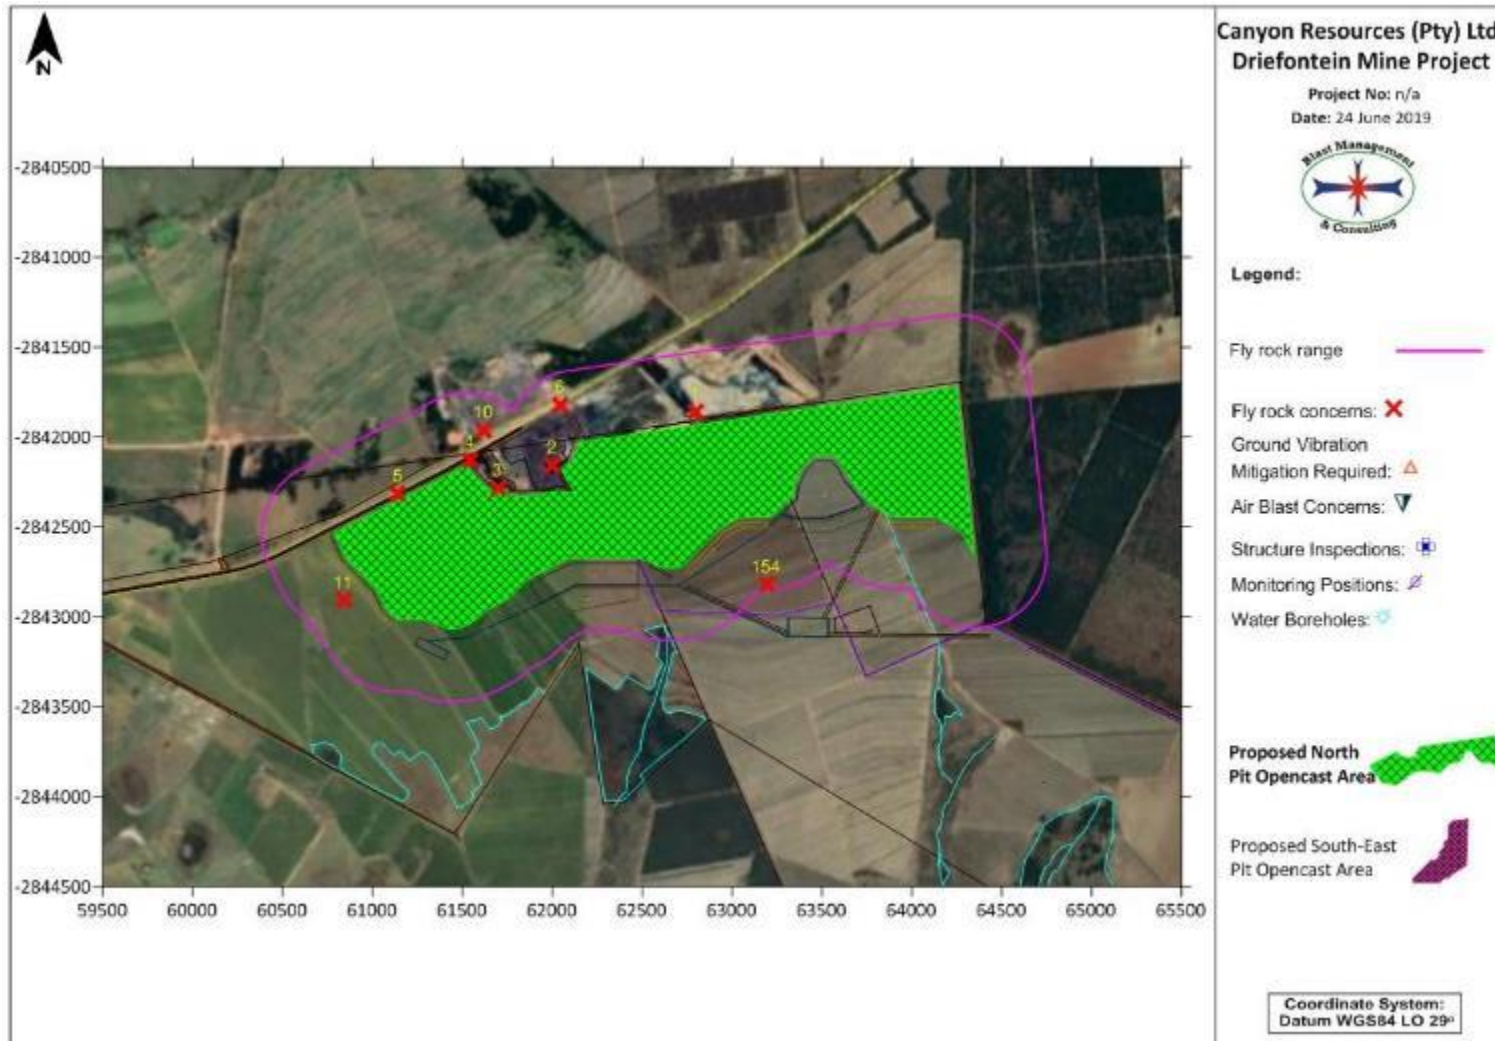 N
Canyon Resources (Pty) Ltd
Driefontein Mine Project
Project No: n/a
Date: 24 June 2019
Blast Management
& Consulting
Legend:
Fly rock range
Fly rock concerns:
Ground Vibration
Mitigation Required:
Air Blast Concerns:
Structure Inspections:
Monitoring Positions:
Water Boreholes:
Proposed North
Pit Opencast Area
Proposed South-East
Pit Opencast Area
Coordinate System:
Datum WGS84 LO 29°
-2840500
-2841000
-2841500
-2842000
-2842500
-2843000
-2843500
-2844000
-2844500
59500 60000 60500 61000 61500 62000 62500 63000 63500 64000 64500 65000 65500
6
10
4
2
3
5
11
154